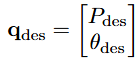 q_des = [P_des
θ_des]